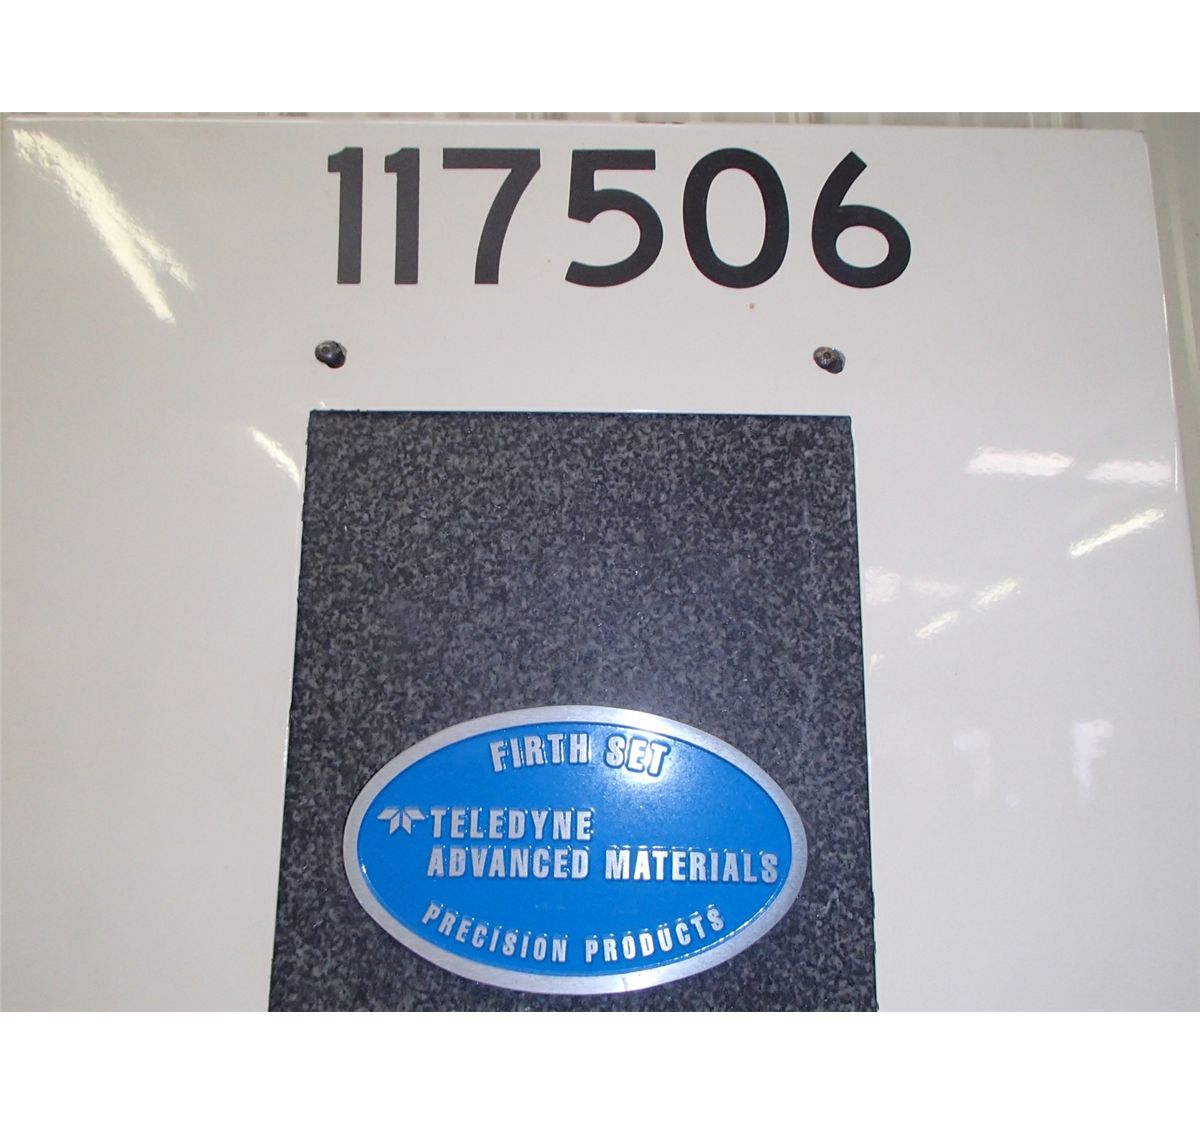 117506
FIRTH SET
TELEDYNE
ADVANCED MATERIALS
PRECISION PRODUCTS